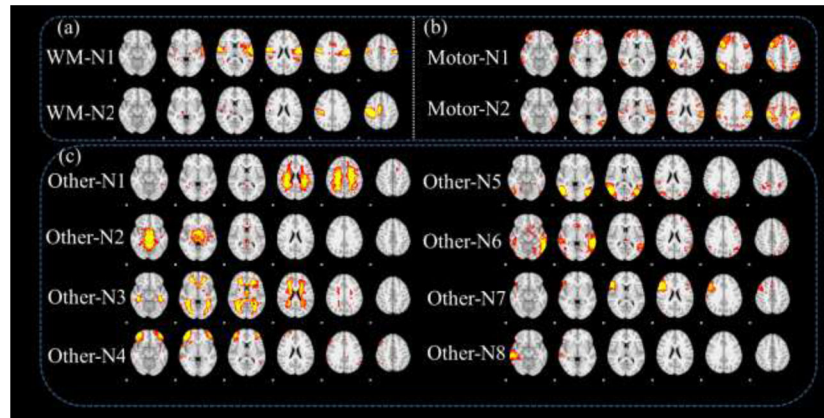 (a)
WM-N1
WM-N2
(b)
Motor-N1
Motor-N2
(c)
Other-N1
Other-N2
Other-N3
Other-N4
Other-N5
Other-N6
Other-N7
Other-N8